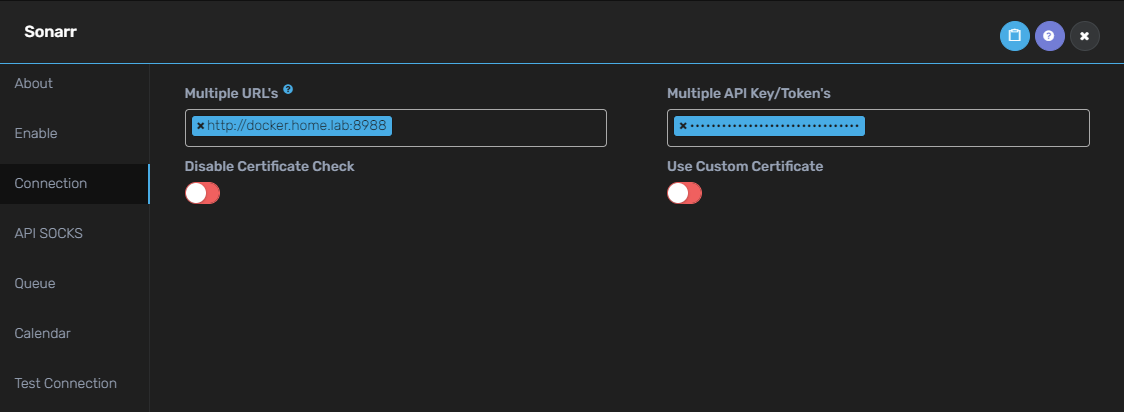 Sonarr
About
Enable
Connection
API SOCKS
Queue
Calendar
Test Connection
Multiple URL's ?
× http://docker.home.lab:8988
Disable Certificate Check
Multiple API Key/Token's
× ································
Use Custom Certificate